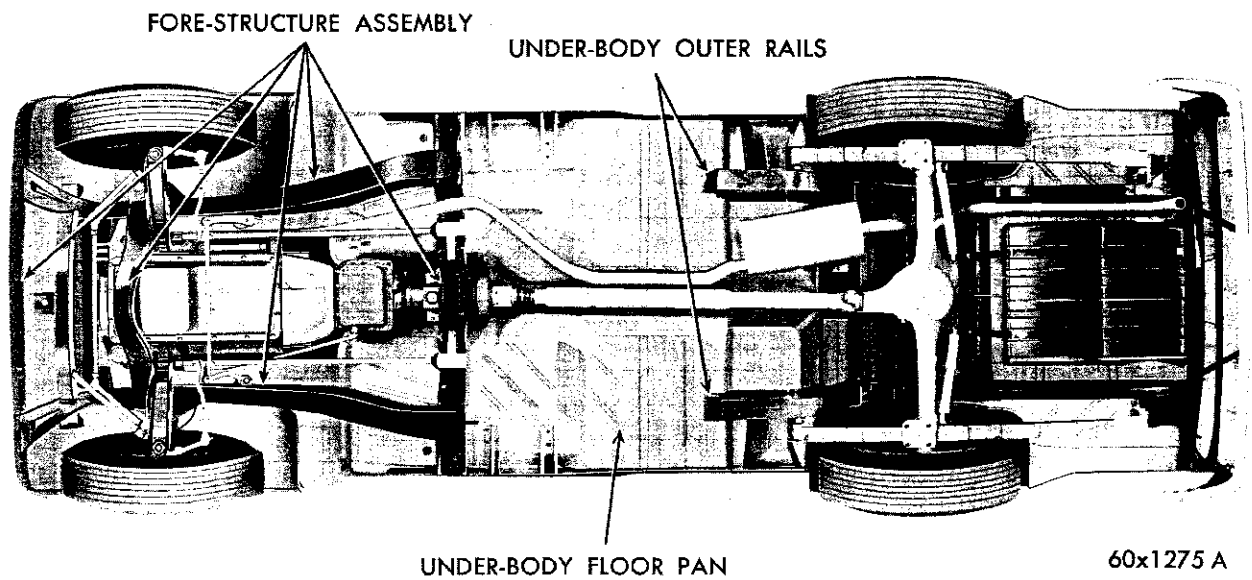 FORE-STRUCTURE ASSEMBLY
UNDER-BODY OUTER RAILS
UNDER-BODY FLOOR PAN
60x1275 A